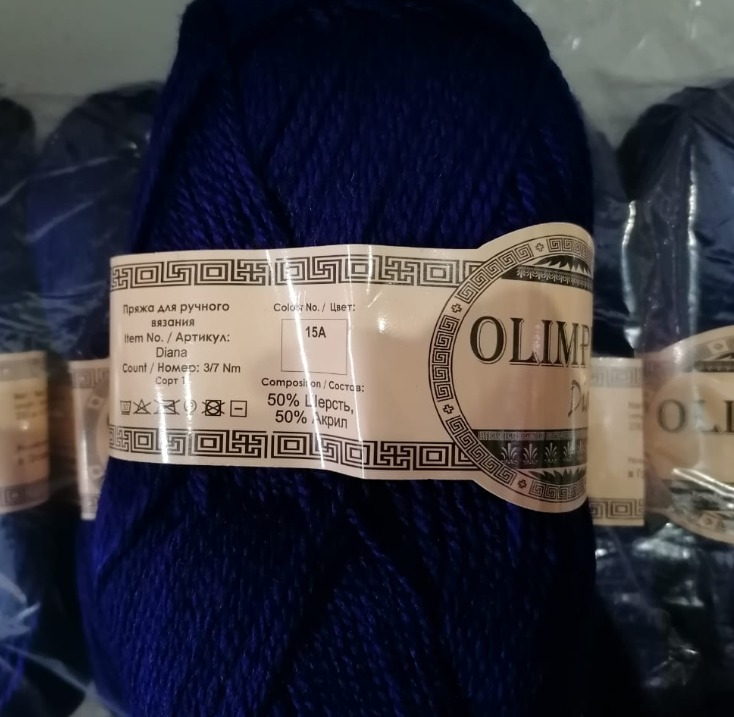 Пряжа для ручного
вязания
Item No. / Артикул:
Diana
Count / Номер: 3/7 Nm
Сорт 1
Colour No. / Цвет:
15A
Composition / Состав:
50% Шерсть,
50% Акрил
OLIMP